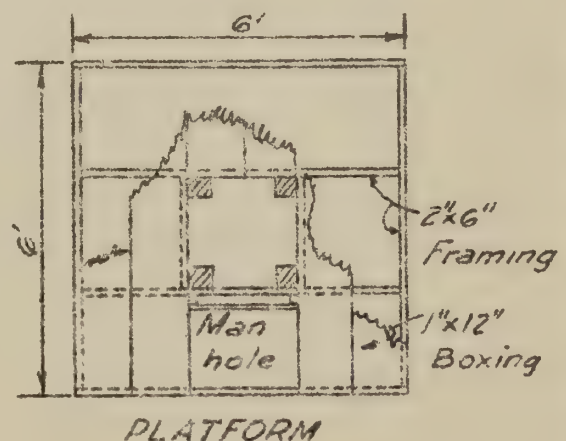 6'
6'
2"x6"
Framing
Man
hole
1"x12"
Boxing
PLATFORM